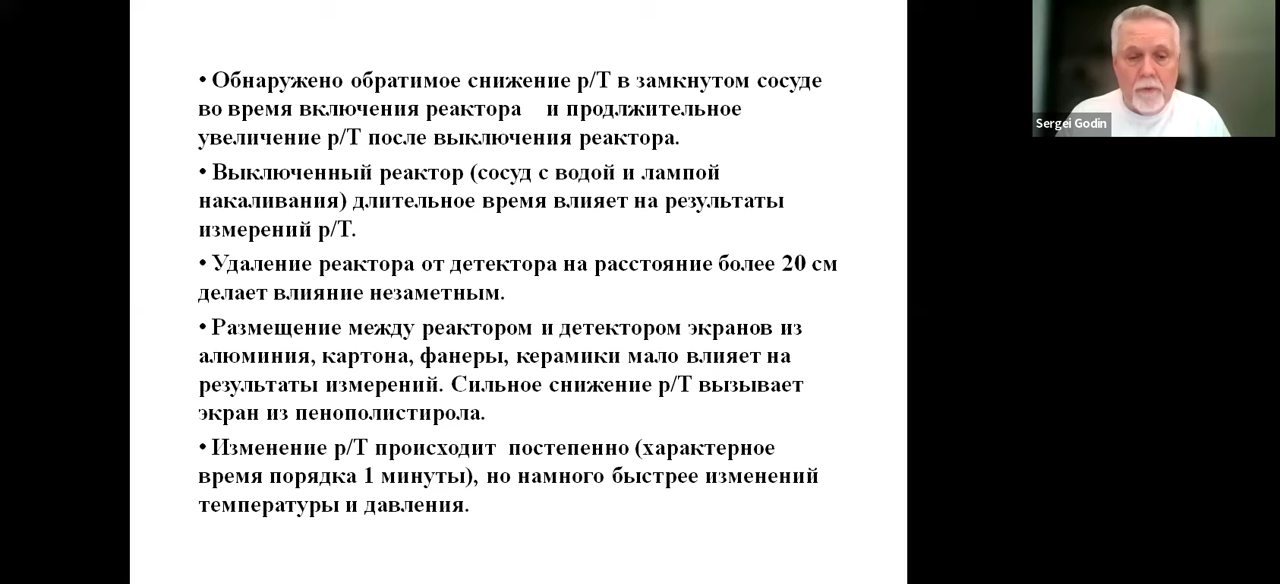 • Обнаружено обратимое снижение p/T в замкнутом сосуде
во время включения реактора и продлжительное
увеличение p/T после выключения реактора.
• Выключенный реактор (сосуд с водой и лампой
накаливания) длительное время влияет на результаты
измерений p/T.
• Удаление реактора от детектора на расстояние более 20 см
делает влияние незаметным.
• Размещение между реактором и детектором экранов из
алюминия, картона, фанеры, керамики мало влияет на
результаты измерений. Сильное снижение p/T вызывает
экран из пенополистирола.
• Изменение p/T происходит постепенно (характерное
время порядка 1 минуты), но намного быстрее изменений
температуры и давления.
Sergei Godin